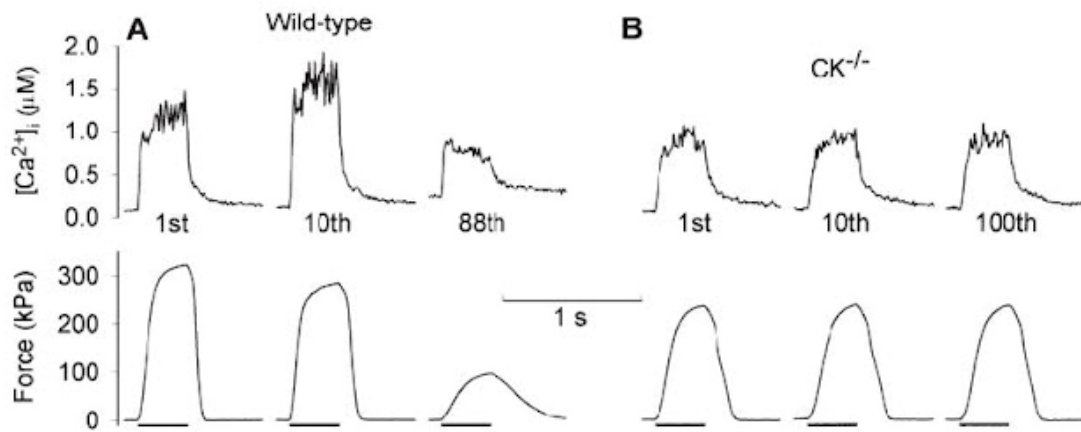 A
Wild-type
B
CK⁻/⁻
[Ca²⁺]ᵢ (μM)
2.0
1.5
1.0
0.5
0.0
1st
10th
88th
1st
10th
100th
Force (kPa)
300
200
100
0
1 s